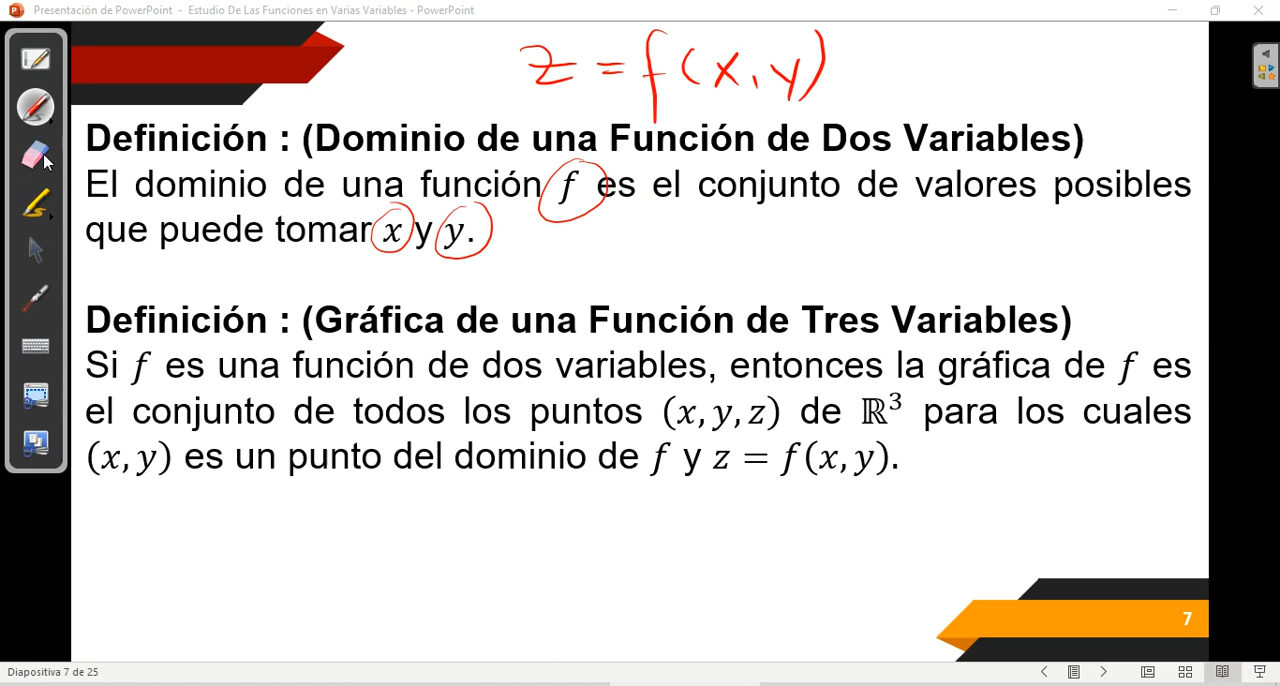 Presentación de PowerPoint - Estudio De Las Funciones en Varias Variables - PowerPoint
z = f(x, y)
Definición : (Dominio de una Función de Dos Variables)
El dominio de una función f es el conjunto de valores posibles
que puede tomar x y y.
Definición : (Gráfica de una Función de Tres Variables)
Si f es una función de dos variables, entonces la gráfica de f es
el conjunto de todos los puntos (x, y, z) de ℝ³ para los cuales
(x, y) es un punto del dominio de f y z = f(x, y).
7
Diapositiva 7 de 25